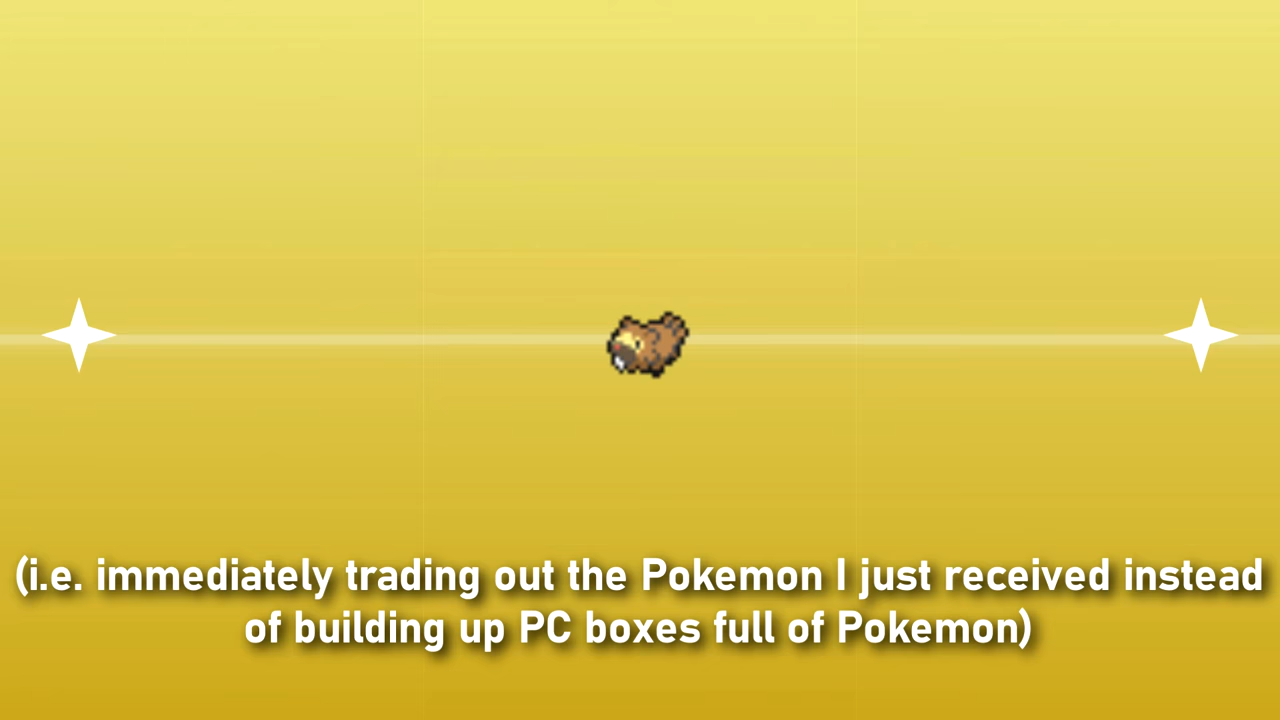 (i.e. immediately trading out the Pokemon I just received instead
of building up PC boxes full of Pokemon)